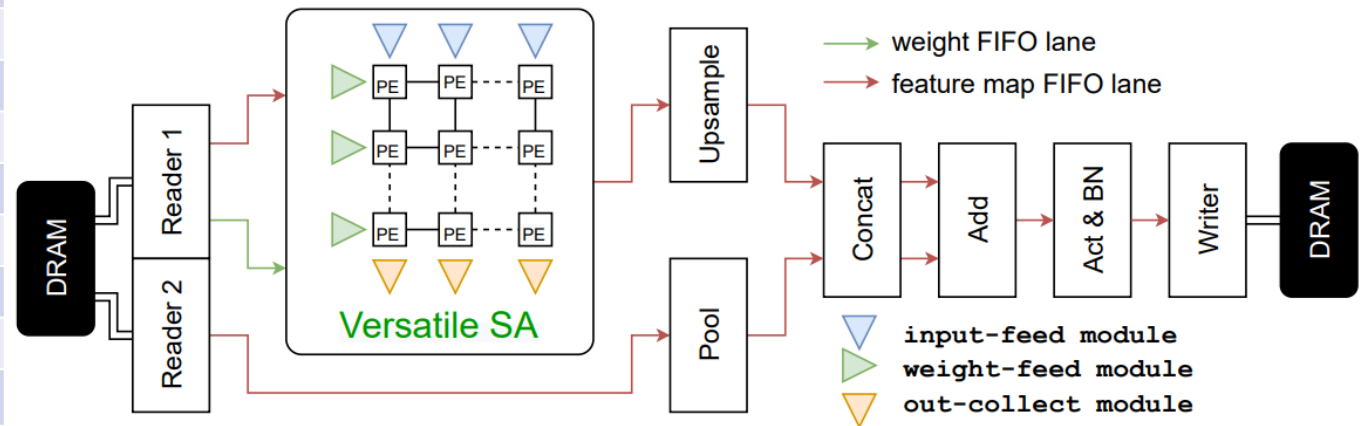 DRAM
Reader 1
Reader 2
PE PE PE
PE PE PE
PE PE PE
Versatile SA
Upsample
Pool
weight FIFO lane
feature map FIFO lane
Concat
Add
Act & BN
Writer
DRAM
input-feed module
weight-feed module
out-collect module